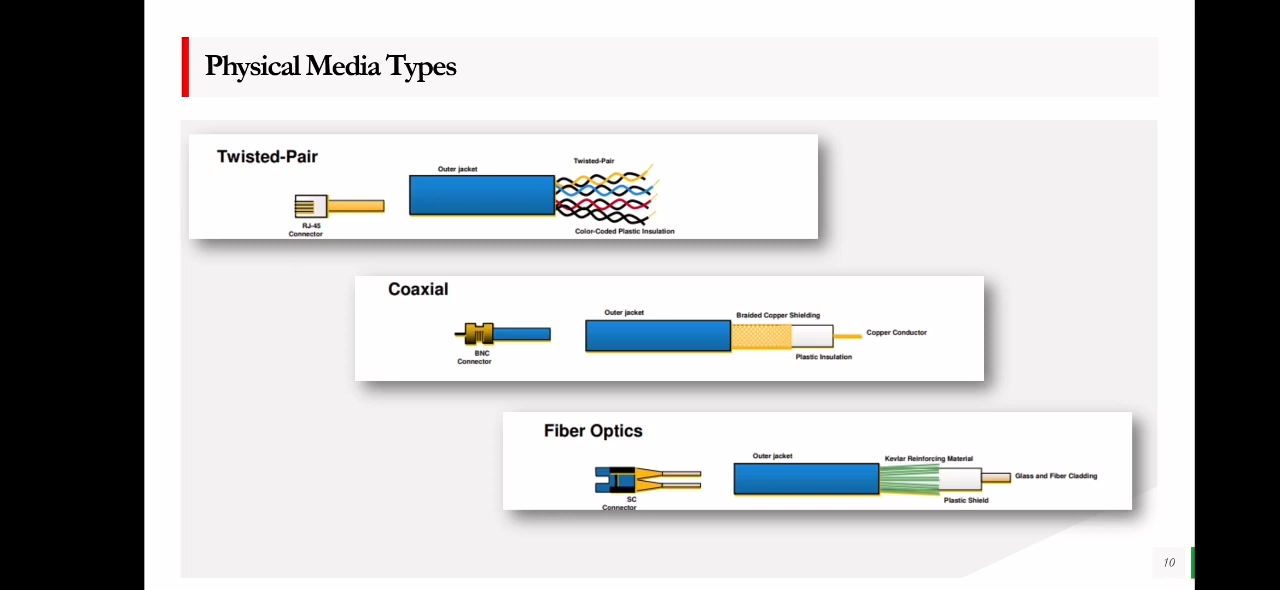 Physical Media Types
Twisted-Pair
Outer jacket
Twisted-Pair
RJ-45
Connector
Color-Coded Plastic Insulation
Coaxial
Outer jacket
Braided Copper Shielding
Copper Conductor
BNC
Connector
Plastic Insulation
Fiber Optics
Outer jacket
Kevlar Reinforcing Material
Glass and Fiber Cladding
SC
Connector
Plastic Shield
10